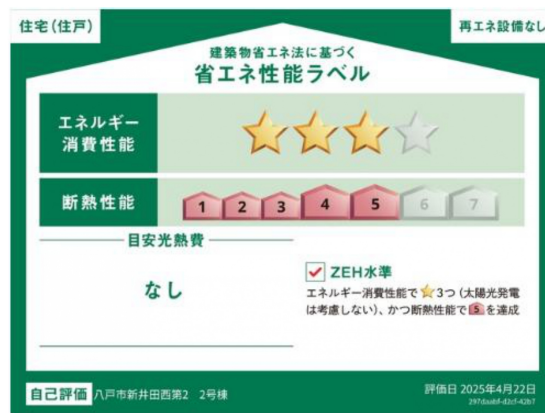 住宅(住戸)
再エネ設備なし
建築物省エネ法に基づく
省エネ性能ラベル
エネルギー
消費性能
断熱性能
1 2 3 4 5 6 7
目安光熱費
なし
ZEH水準
エネルギー消費性能で⭐3つ(太陽光発電
は考慮しない)、かつ断熱性能で5を達成
自己評価 八戸市新井田西第2 2号棟
評価日 2025年4月22日
297daabf-d2cf-42b7